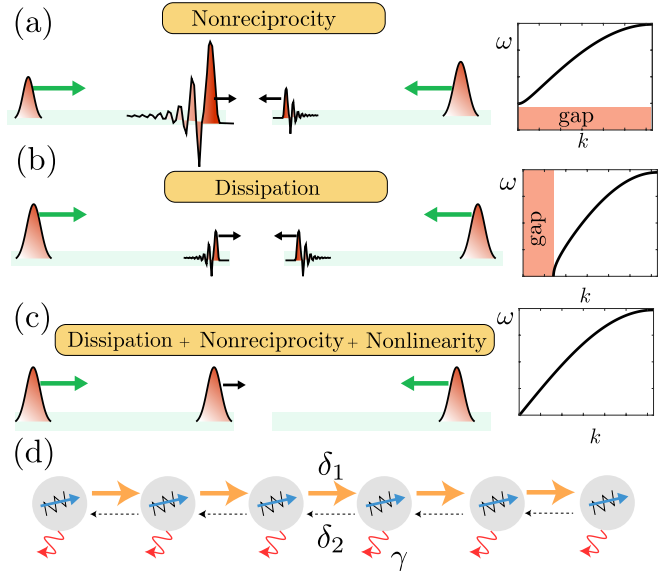 (a)
Nonreciprocity
ω
gap
k
(b)
Dissipation
ω
gap
k
(c)
Dissipation + Nonreciprocity + Nonlinearity
ω
k
(d)
δ₁
δ₂
γ